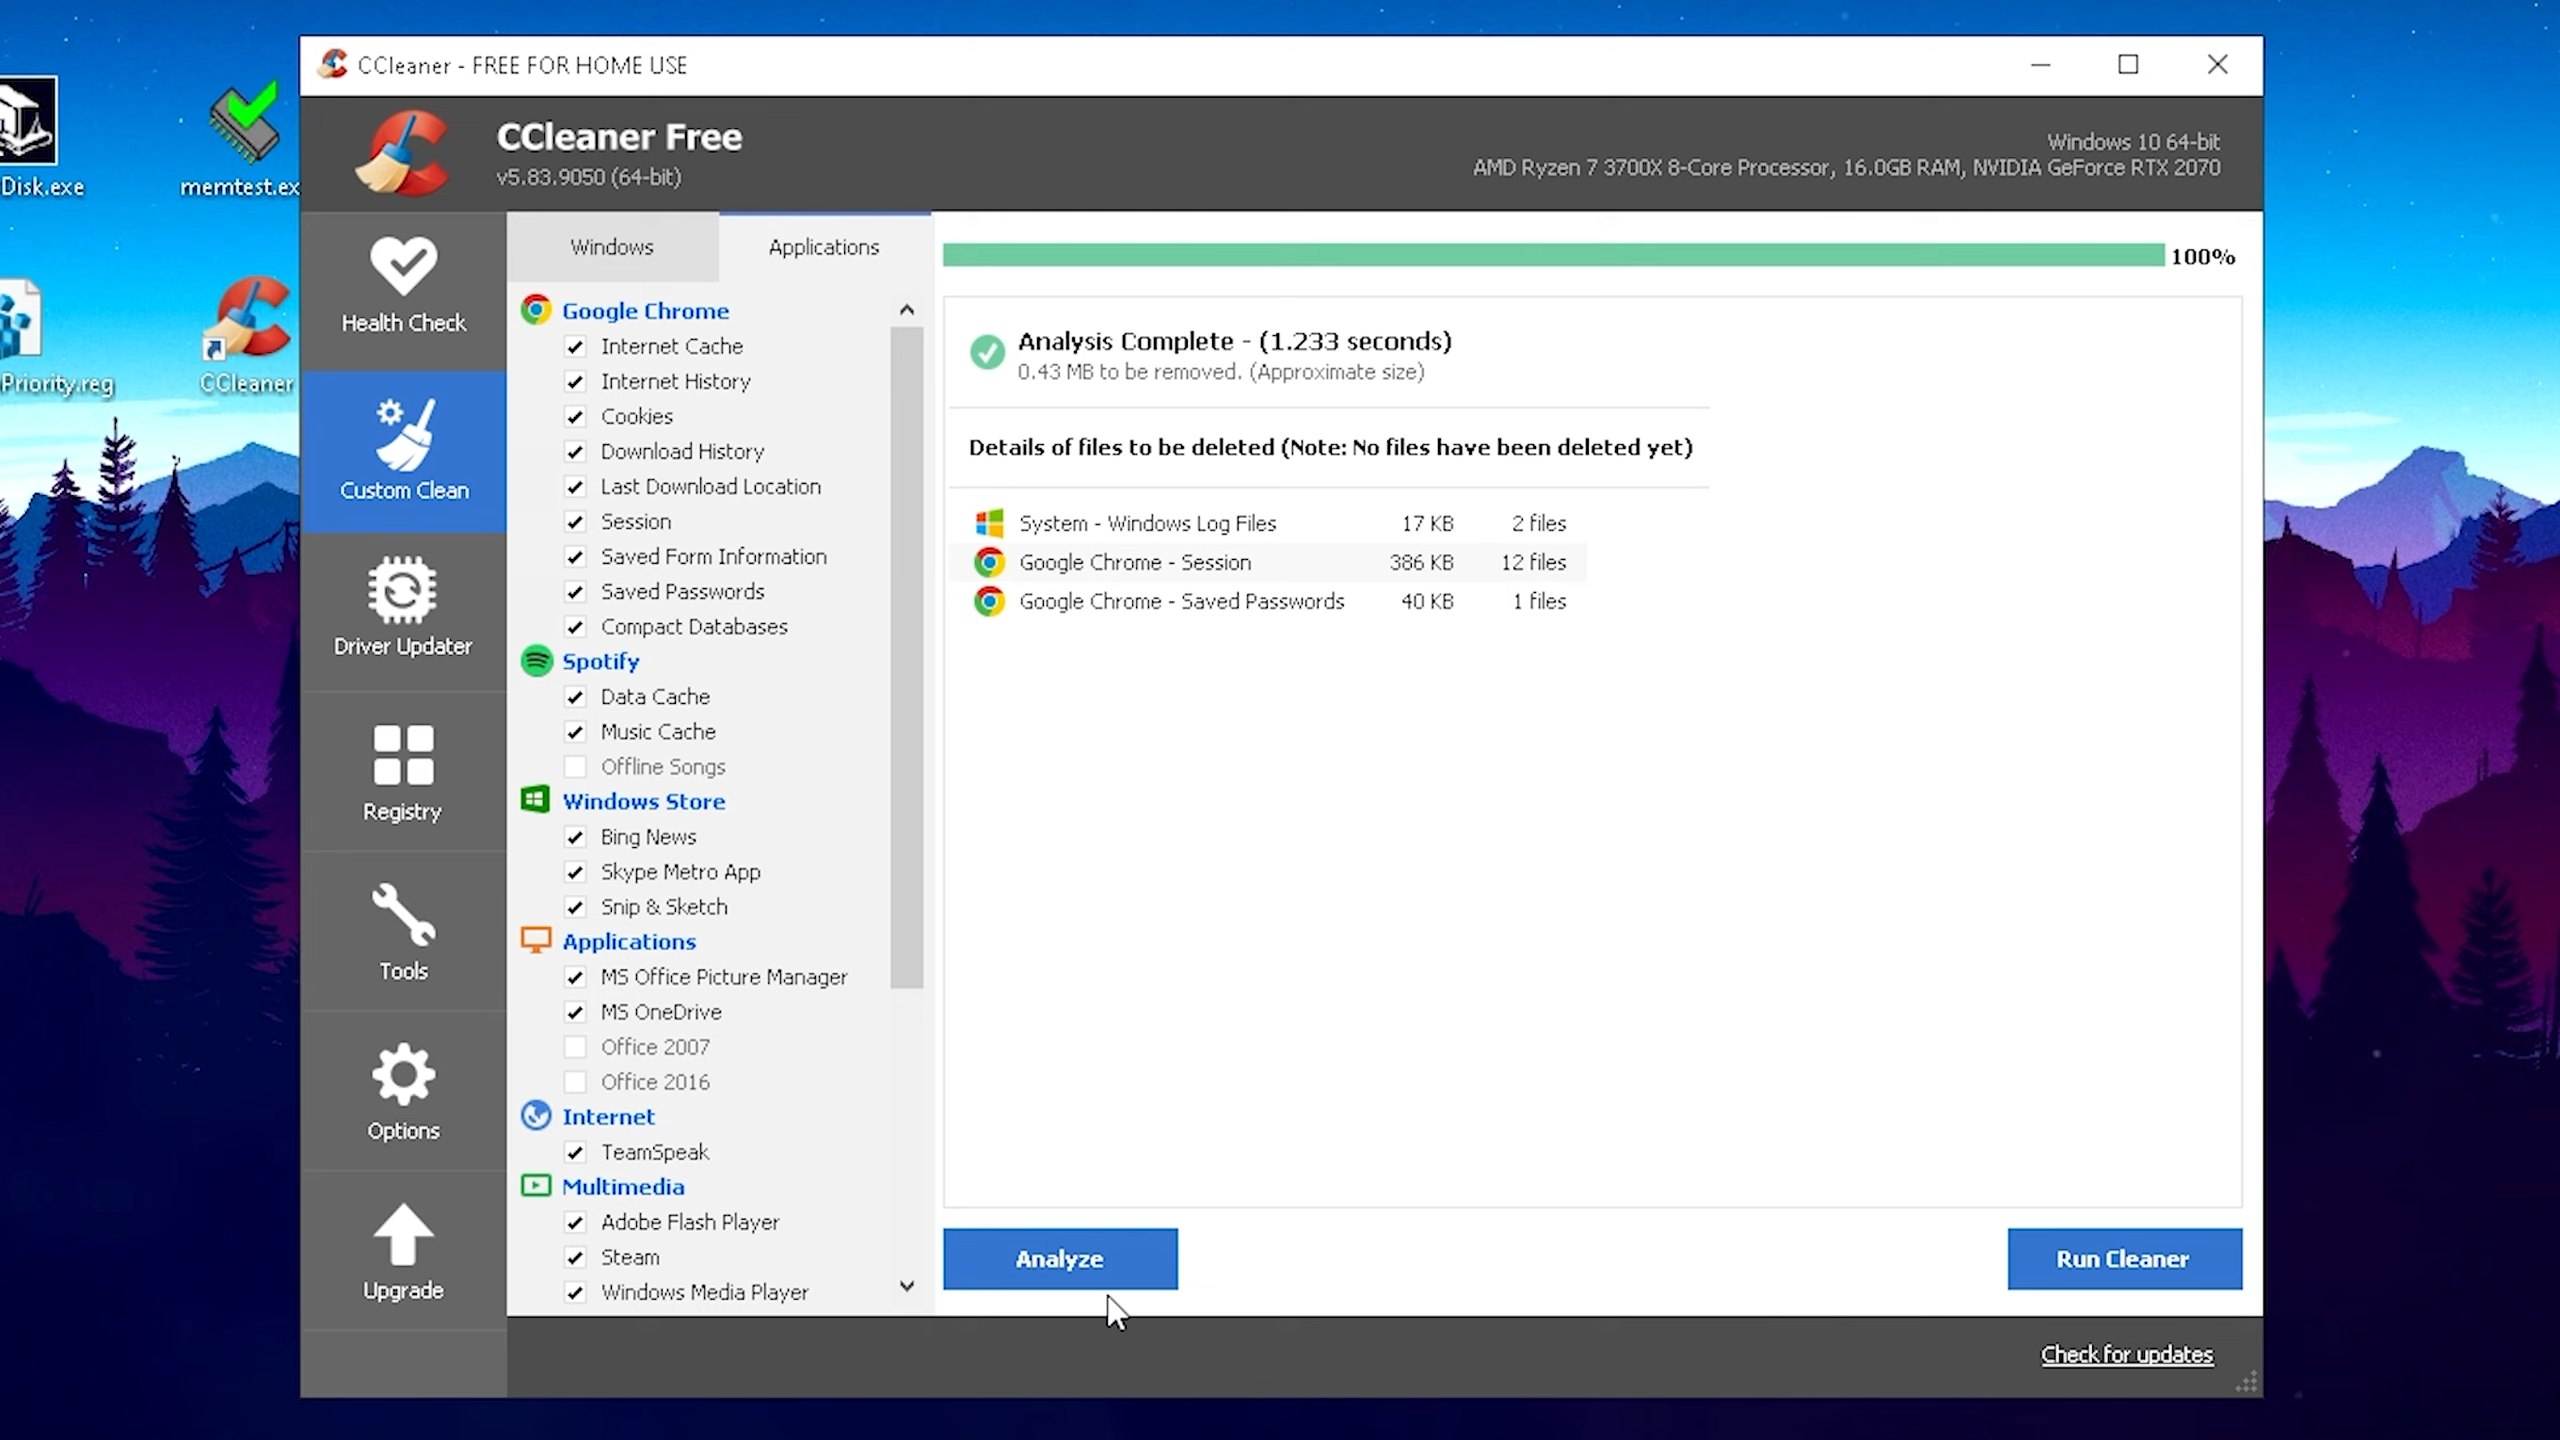 CCleaner - FREE FOR HOME USE
CCleaner Free
v5.83.9050 (64-bit)
Windows 10 64-bit
AMD Ryzen 7 3700X 8-Core Processor, 16.0GB RAM, NVIDIA GeForce RTX 2070
Disk.exe
memtest.ex
Priority.reg
CCleaner
Health Check
Custom Clean
Driver Updater
Registry
Tools
Options
Upgrade
Windows
Applications
Google Chrome
Internet Cache
Internet History
Cookies
Download History
Last Download Location
Session
Saved Form Information
Saved Passwords
Compact Databases
Spotify
Data Cache
Music Cache
Offline Songs
Windows Store
Bing News
Skype Metro App
Snip & Sketch
Applications
MS Office Picture Manager
MS OneDrive
Office 2007
Office 2016
Internet
TeamSpeak
Multimedia
Adobe Flash Player
Steam
Windows Media Player
100%
Analysis Complete - (1.233 seconds)
0.43 MB to be removed. (Approximate size)
Details of files to be deleted (Note: No files have been deleted yet)
System - Windows Log Files 17 KB 2 files
Google Chrome - Session 386 KB 12 files
Google Chrome - Saved Passwords 40 KB 1 files
Analyze
Run Cleaner
Check for updates